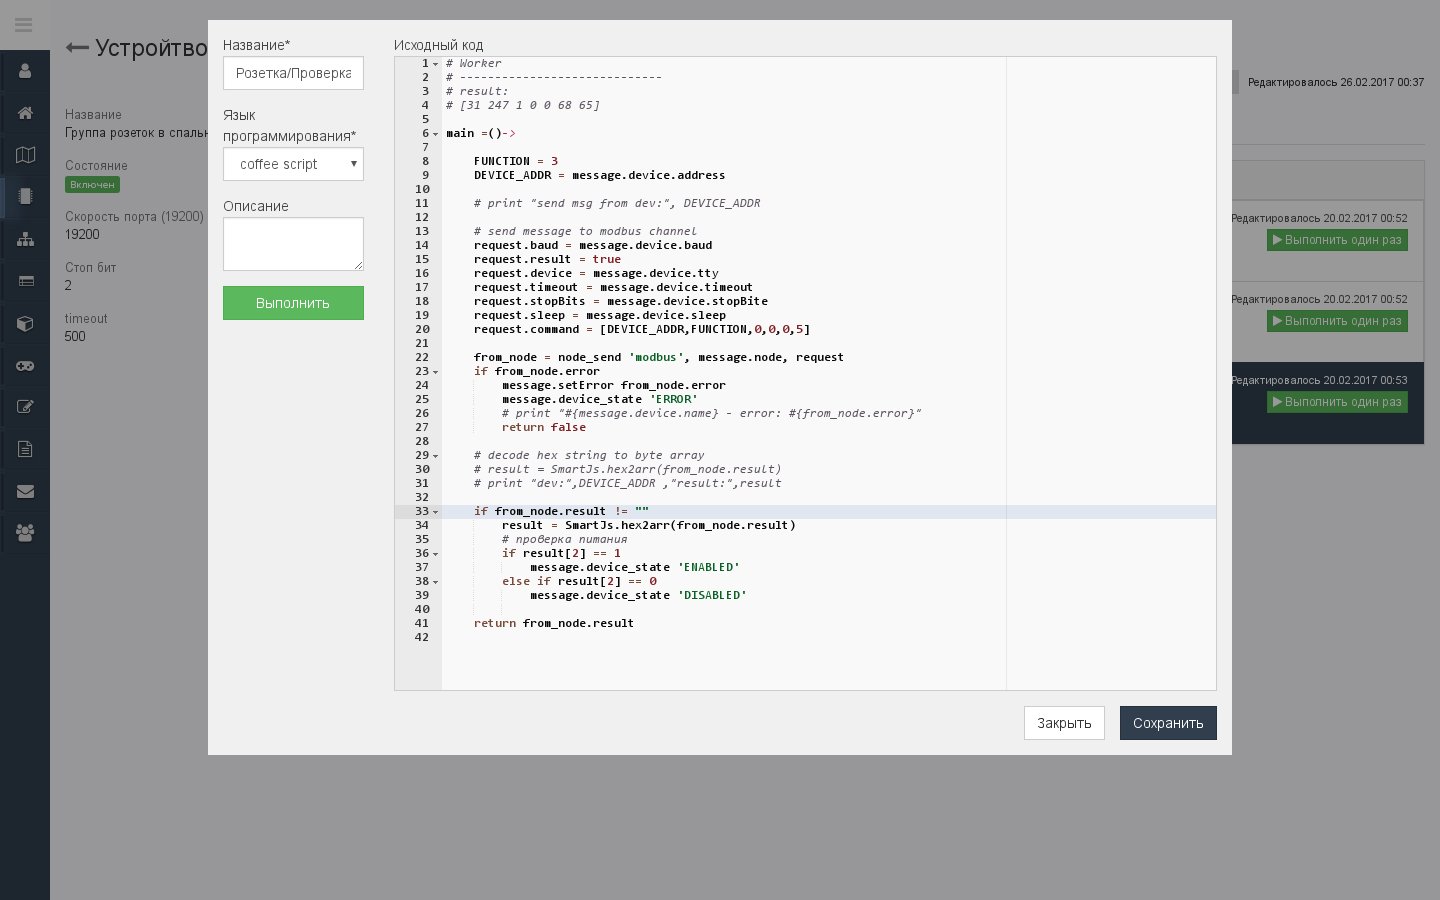 Устройтво
Редактировалось 26.02.2017 00:37
Название
Группа розеток в спальн
Состояние
Включен
Скорость порта (19200)
19200
Стоп бит
2
timeout
500
Редактировалось 20.02.2017 00:52
Выполнить один раз
Редактировалось 20.02.2017 00:52
Выполнить один раз
Редактировалось 20.02.2017 00:53
Выполнить один раз
Название*
Розетка/Проверка
Язык
программирования*
coffee script
Описание
Выполнить
Исходный код
1 # Worker
2 # -----------------------------
3 # result:
4 # [31 247 1 0 0 68 65]
5
6 main =()->
7
8 FUNCTION = 3
9 DEVICE_ADDR = message.device.address
10
11 # print "send msg from dev:", DEVICE_ADDR
12
13 # send message to modbus channel
14 request.baud = message.device.baud
15 request.result = true
16 request.device = message.device.tty
17 request.timeout = message.device.timeout
18 request.stopBits = message.device.stopBite
19 request.sleep = message.device.sleep
20 request.command = [DEVICE_ADDR,FUNCTION,0,0,0,5]
21
22 from_node = node_send 'modbus', message.node, request
23 if from_node.error
24 message.setError from_node.error
25 message.device_state 'ERROR'
26 # print "#{message.device.name} - error: #{from_node.error}"
27 return false
28
29 # decode hex string to byte array
30 # result = SmartJs.hex2arr(from_node.result)
31 # print "dev:",DEVICE_ADDR ,"result:",result
32
33 if from_node.result != ""
34 result = SmartJs.hex2arr(from_node.result)
35 # проверка питания
36 if result[2] == 1
37 message.device_state 'ENABLED'
38 else if result[2] == 0
39 message.device_state 'DISABLED'
40
41 return from_node.result
42
Закрыть
Сохранить